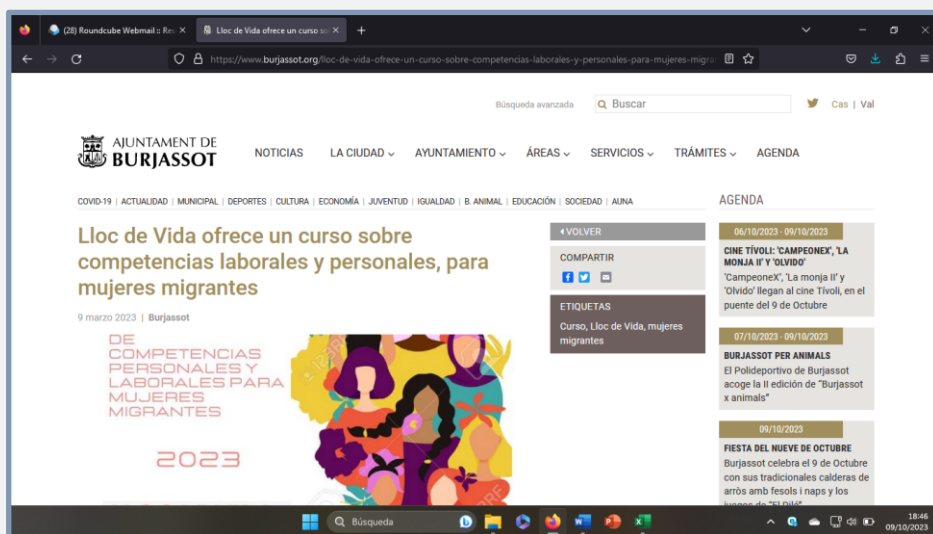 (28) Roundcube Webmail :: Re
Lloc de Vida ofrece un curso so
https://www.burjassot.org/lloc-de-vida-ofrece-un-curso-sobre-competencias-laborales-y-personales-para-mujeres-migra
Búsqueda avanzada
Buscar
Cas | Val
AJUNTAMENT DE
BURJASSOT
NOTICIAS LA CIUDAD AYUNTAMIENTO ÁREAS SERVICIOS TRÁMITES AGENDA
COVID-19 | ACTUALIDAD | MUNICIPAL | DEPORTES | CULTURA | ECONOMÍA | JUVENTUD | IGUALDAD | B. ANIMAL | EDUCACIÓN | SOCIEDAD | AUNA
Lloc de Vida ofrece un curso sobre
competencias laborales y personales, para
mujeres migrantes
9 marzo 2023 | Burjassot
DE
COMPETENCIAS
PERSONALES Y
LABORALES PARA
MUJERES
MIGRANTES
2023
VOLVER
COMPARTIR
ETIQUETAS
Curso, Lloc de Vida, mujeres
migrantes
AGENDA
06/10/2023 - 09/10/2023
CINE TÍVOLI: 'CAMPEONEX', 'LA
MONJA II' Y 'OLVIDO'
'CampeoneX', 'La monja II' y
'Olvido' llegan al cine Tívoli, en el
puente del 9 de Octubre
07/10/2023 - 09/10/2023
BURJASSOT PER ANIMALS
El Polideportivo de Burjassot
acoge la II edición de "Burjassot
x animals"
09/10/2023
FIESTA DEL NUEVE DE OCTUBRE
Burjassot celebra el 9 de Octubre
con sus tradicionales calderas de
arròs amb fesols i naps y los
juegos de "El Pilé"
Búsqueda
18:46
09/10/2023